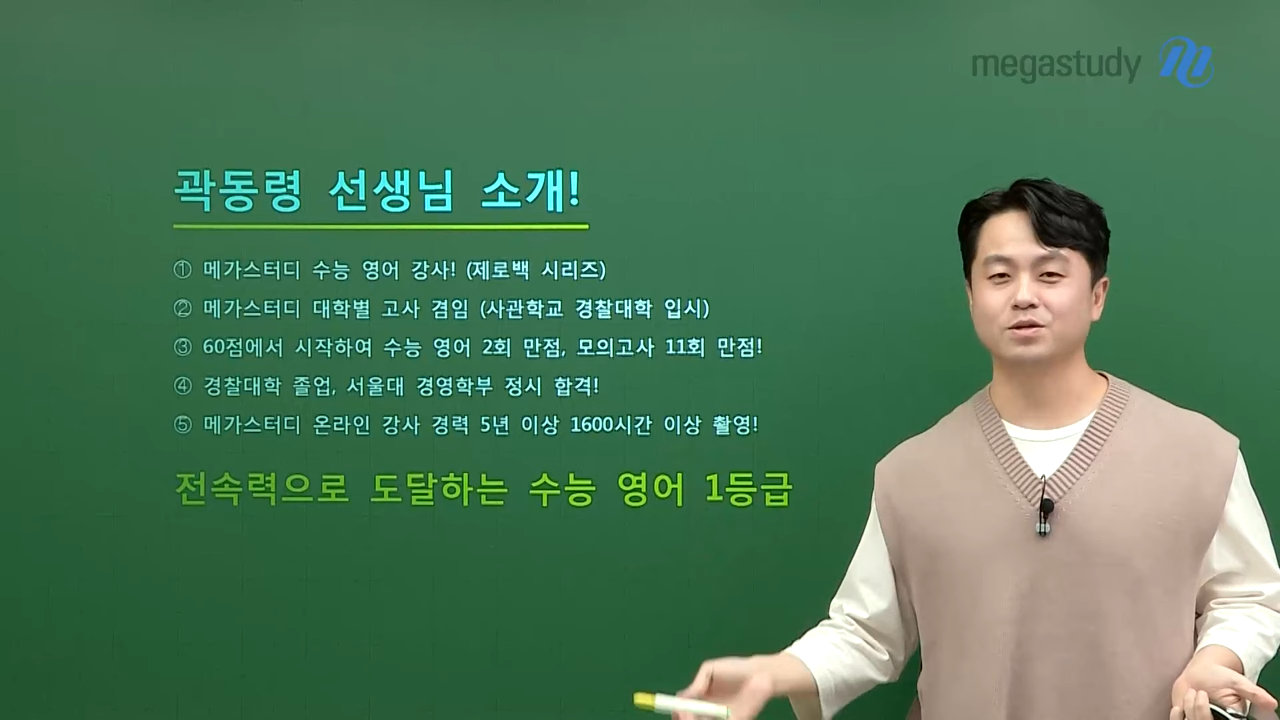 megastudy
곽동령 선생님 소개!
① 메가스터디 수능 영어 강사! (제로백 시리즈)
② 메가스터디 대학별 고사 겸임 (사관학교 경찰대학 입시)
③ 60점에서 시작하여 수능 영어 2회 만점, 모의고사 11회 만점!
④ 경찰대학 졸업, 서울대 경영학부 정시 합격!
⑤ 메가스터디 온라인 강사 경력 5년 이상 1600시간 이상 촬영!
전속력으로 도달하는 수능 영어 1등급